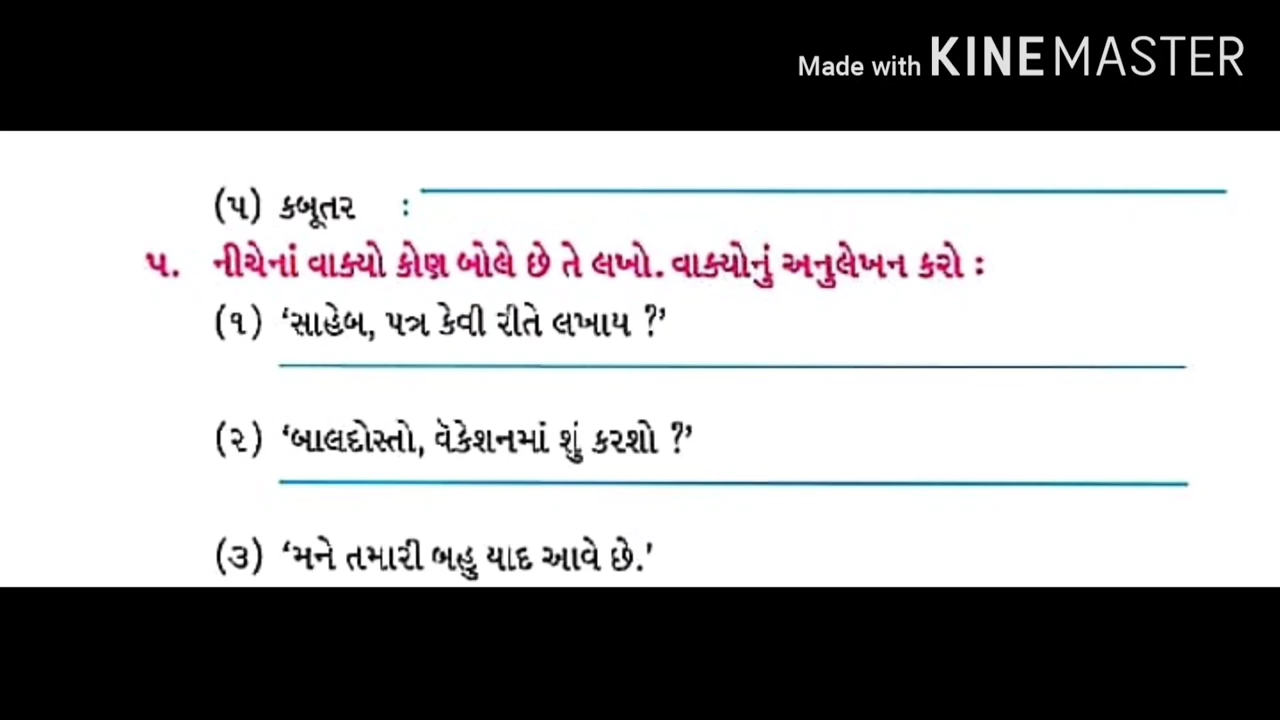 Made with KINEMASTER
(૫) કબૂતર :
૫. નીચેનાં વાક્યો કોણ બોલે છે તે લખો. વાક્યોનું અનુલેખન કરો :
(૧) ‘સાહેબ, પત્ર કેવી રીતે લખાય ?’
(૨) ‘બાલદોસ્તો, વૅકેશનમાં શું કરશો ?’
(૩) ‘મને તમારી બહુ યાદ આવે છે.’